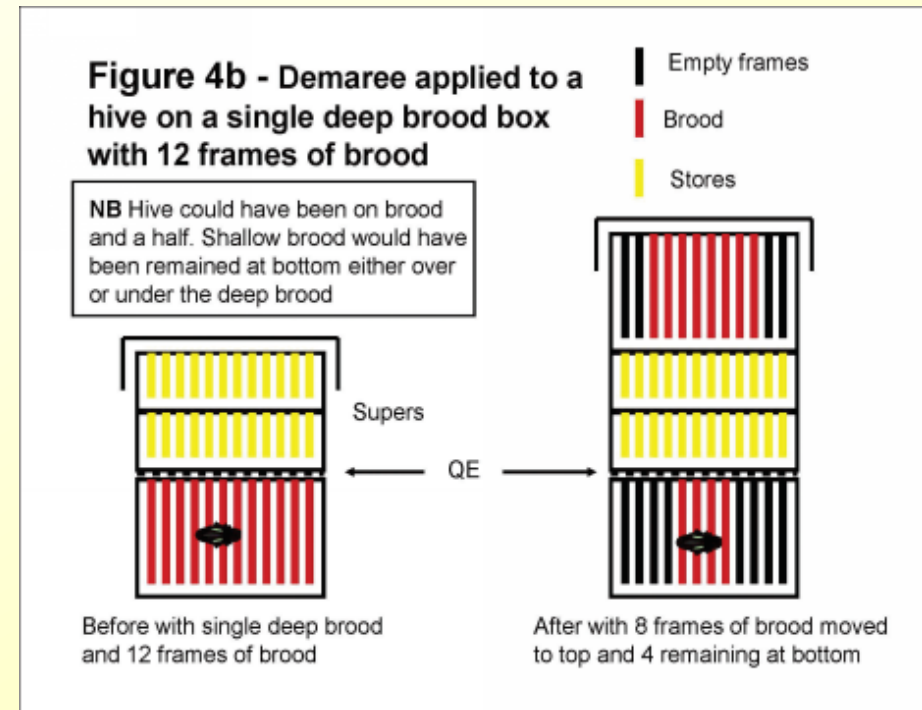 Figure 4b - Demaree applied to a
hive on a single deep brood box
with 12 frames of brood
Empty frames
Brood
Stores
NB Hive could have been on brood
and a half. Shallow brood would have
been remained at bottom either over
or under the deep brood
Supers
QE
Before with single deep brood
and 12 frames of brood
After with 8 frames of brood moved
to top and 4 remaining at bottom